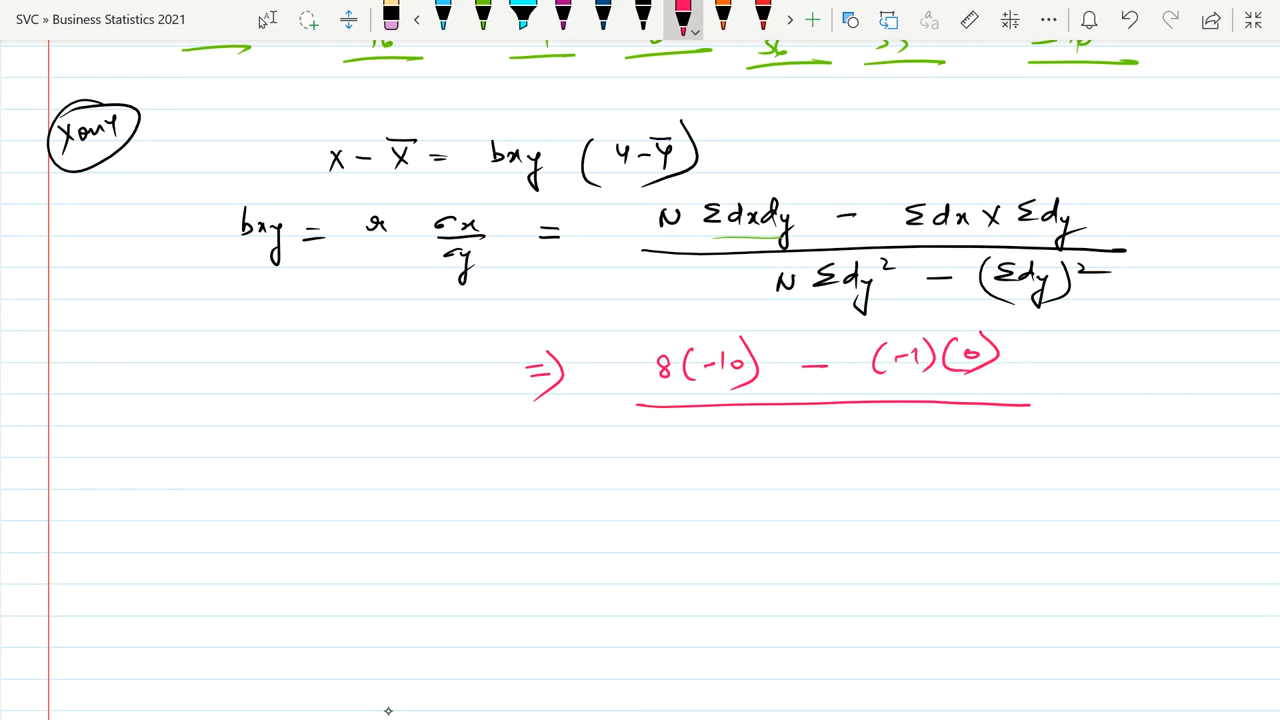 SVC » Business Statistics 2021
X on Y
X - X̅ = bxy (Y - Y̅)
bxy = r σx/σy = N Σdxdy - Σdx X Σdy / N Σdy² - (Σdy)²
=> 8(-10) - (-1)(0)